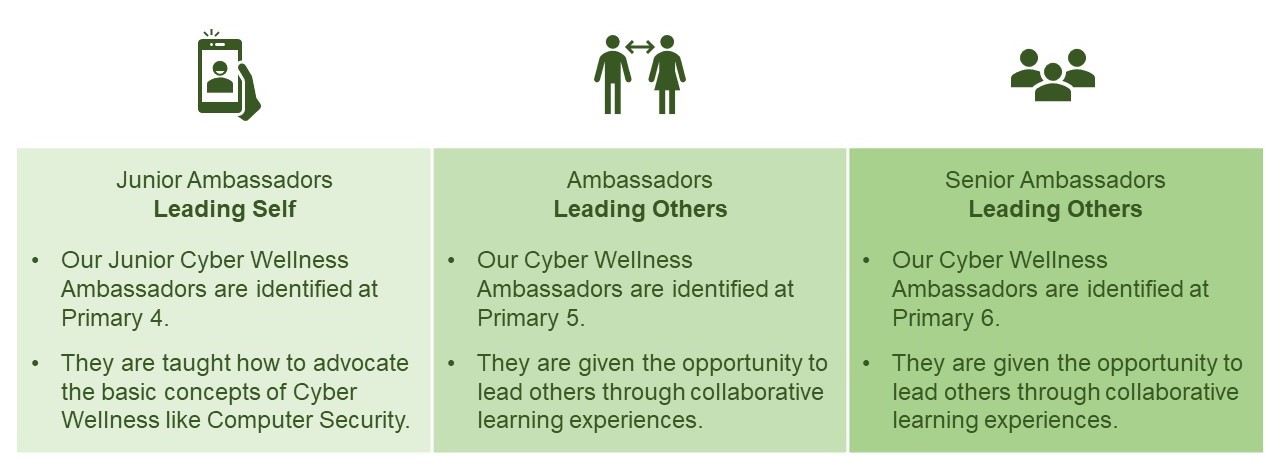 Junior Ambassadors
Leading Self
• Our Junior Cyber Wellness
Ambassadors are identified at
Primary 4.
• They are taught how to advocate
the basic concepts of Cyber
Wellness like Computer Security.
Ambassadors
Leading Others
• Our Cyber Wellness
Ambassadors are identified at
Primary 5.
• They are given the opportunity to
lead others through collaborative
learning experiences.
Senior Ambassadors
Leading Others
• Our Cyber Wellness
Ambassadors are identified at
Primary 6.
• They are given the opportunity to
lead others through collaborative
learning experiences.